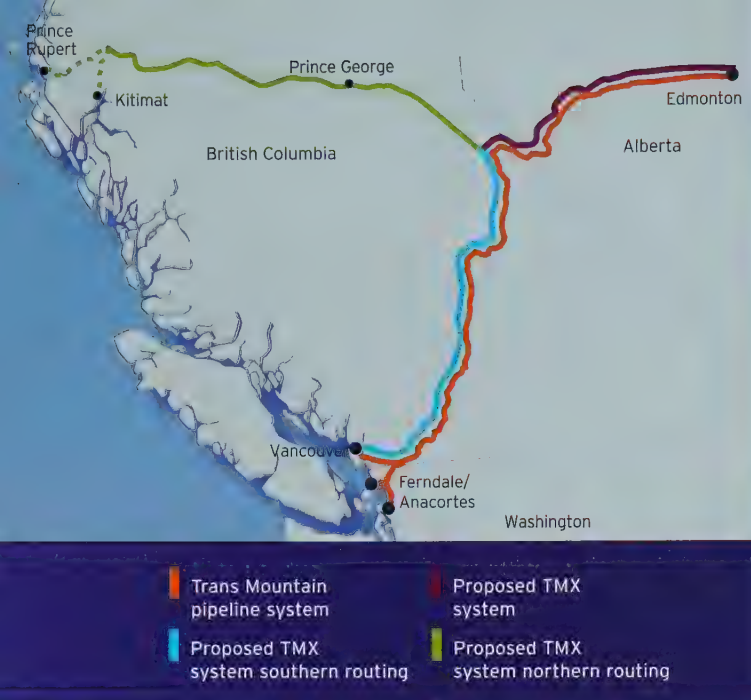 Prince
Rupert
Prince George
Kitimat
Edmonton
British Columbia
Alberta
Vancouver
Ferndale/
Anacortes
Washington
Trans Mountain
pipeline system
Proposed TMX
system
Proposed TMX
system southern routing
Proposed TMX
system northern routing